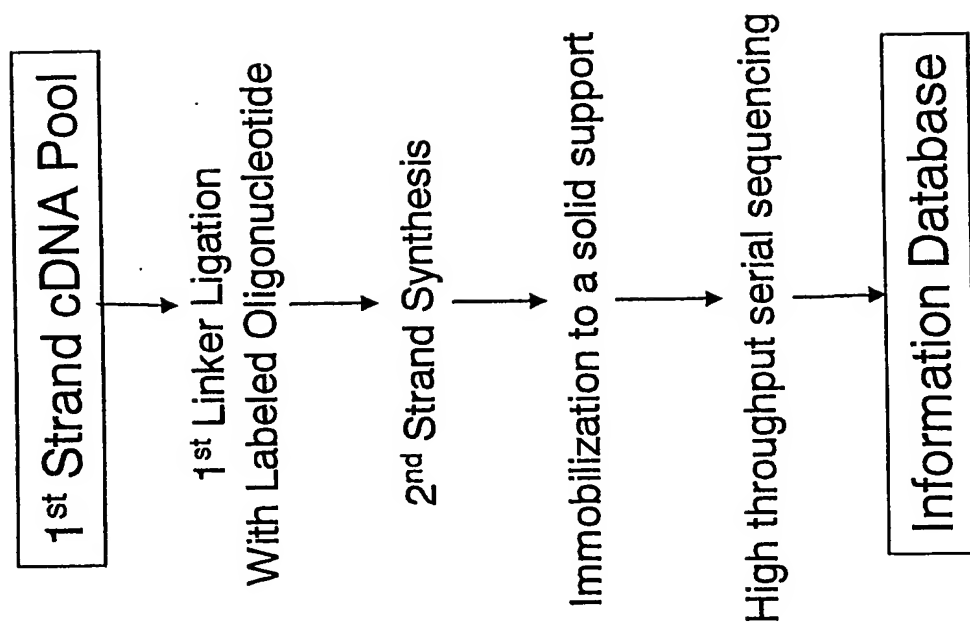 1st Strand cDNA Pool
1st Linker Ligation
With Labeled Oligonucleotide
2nd Strand Synthesis
Immobilization to a solid support
High throughput serial sequencing
Information Database